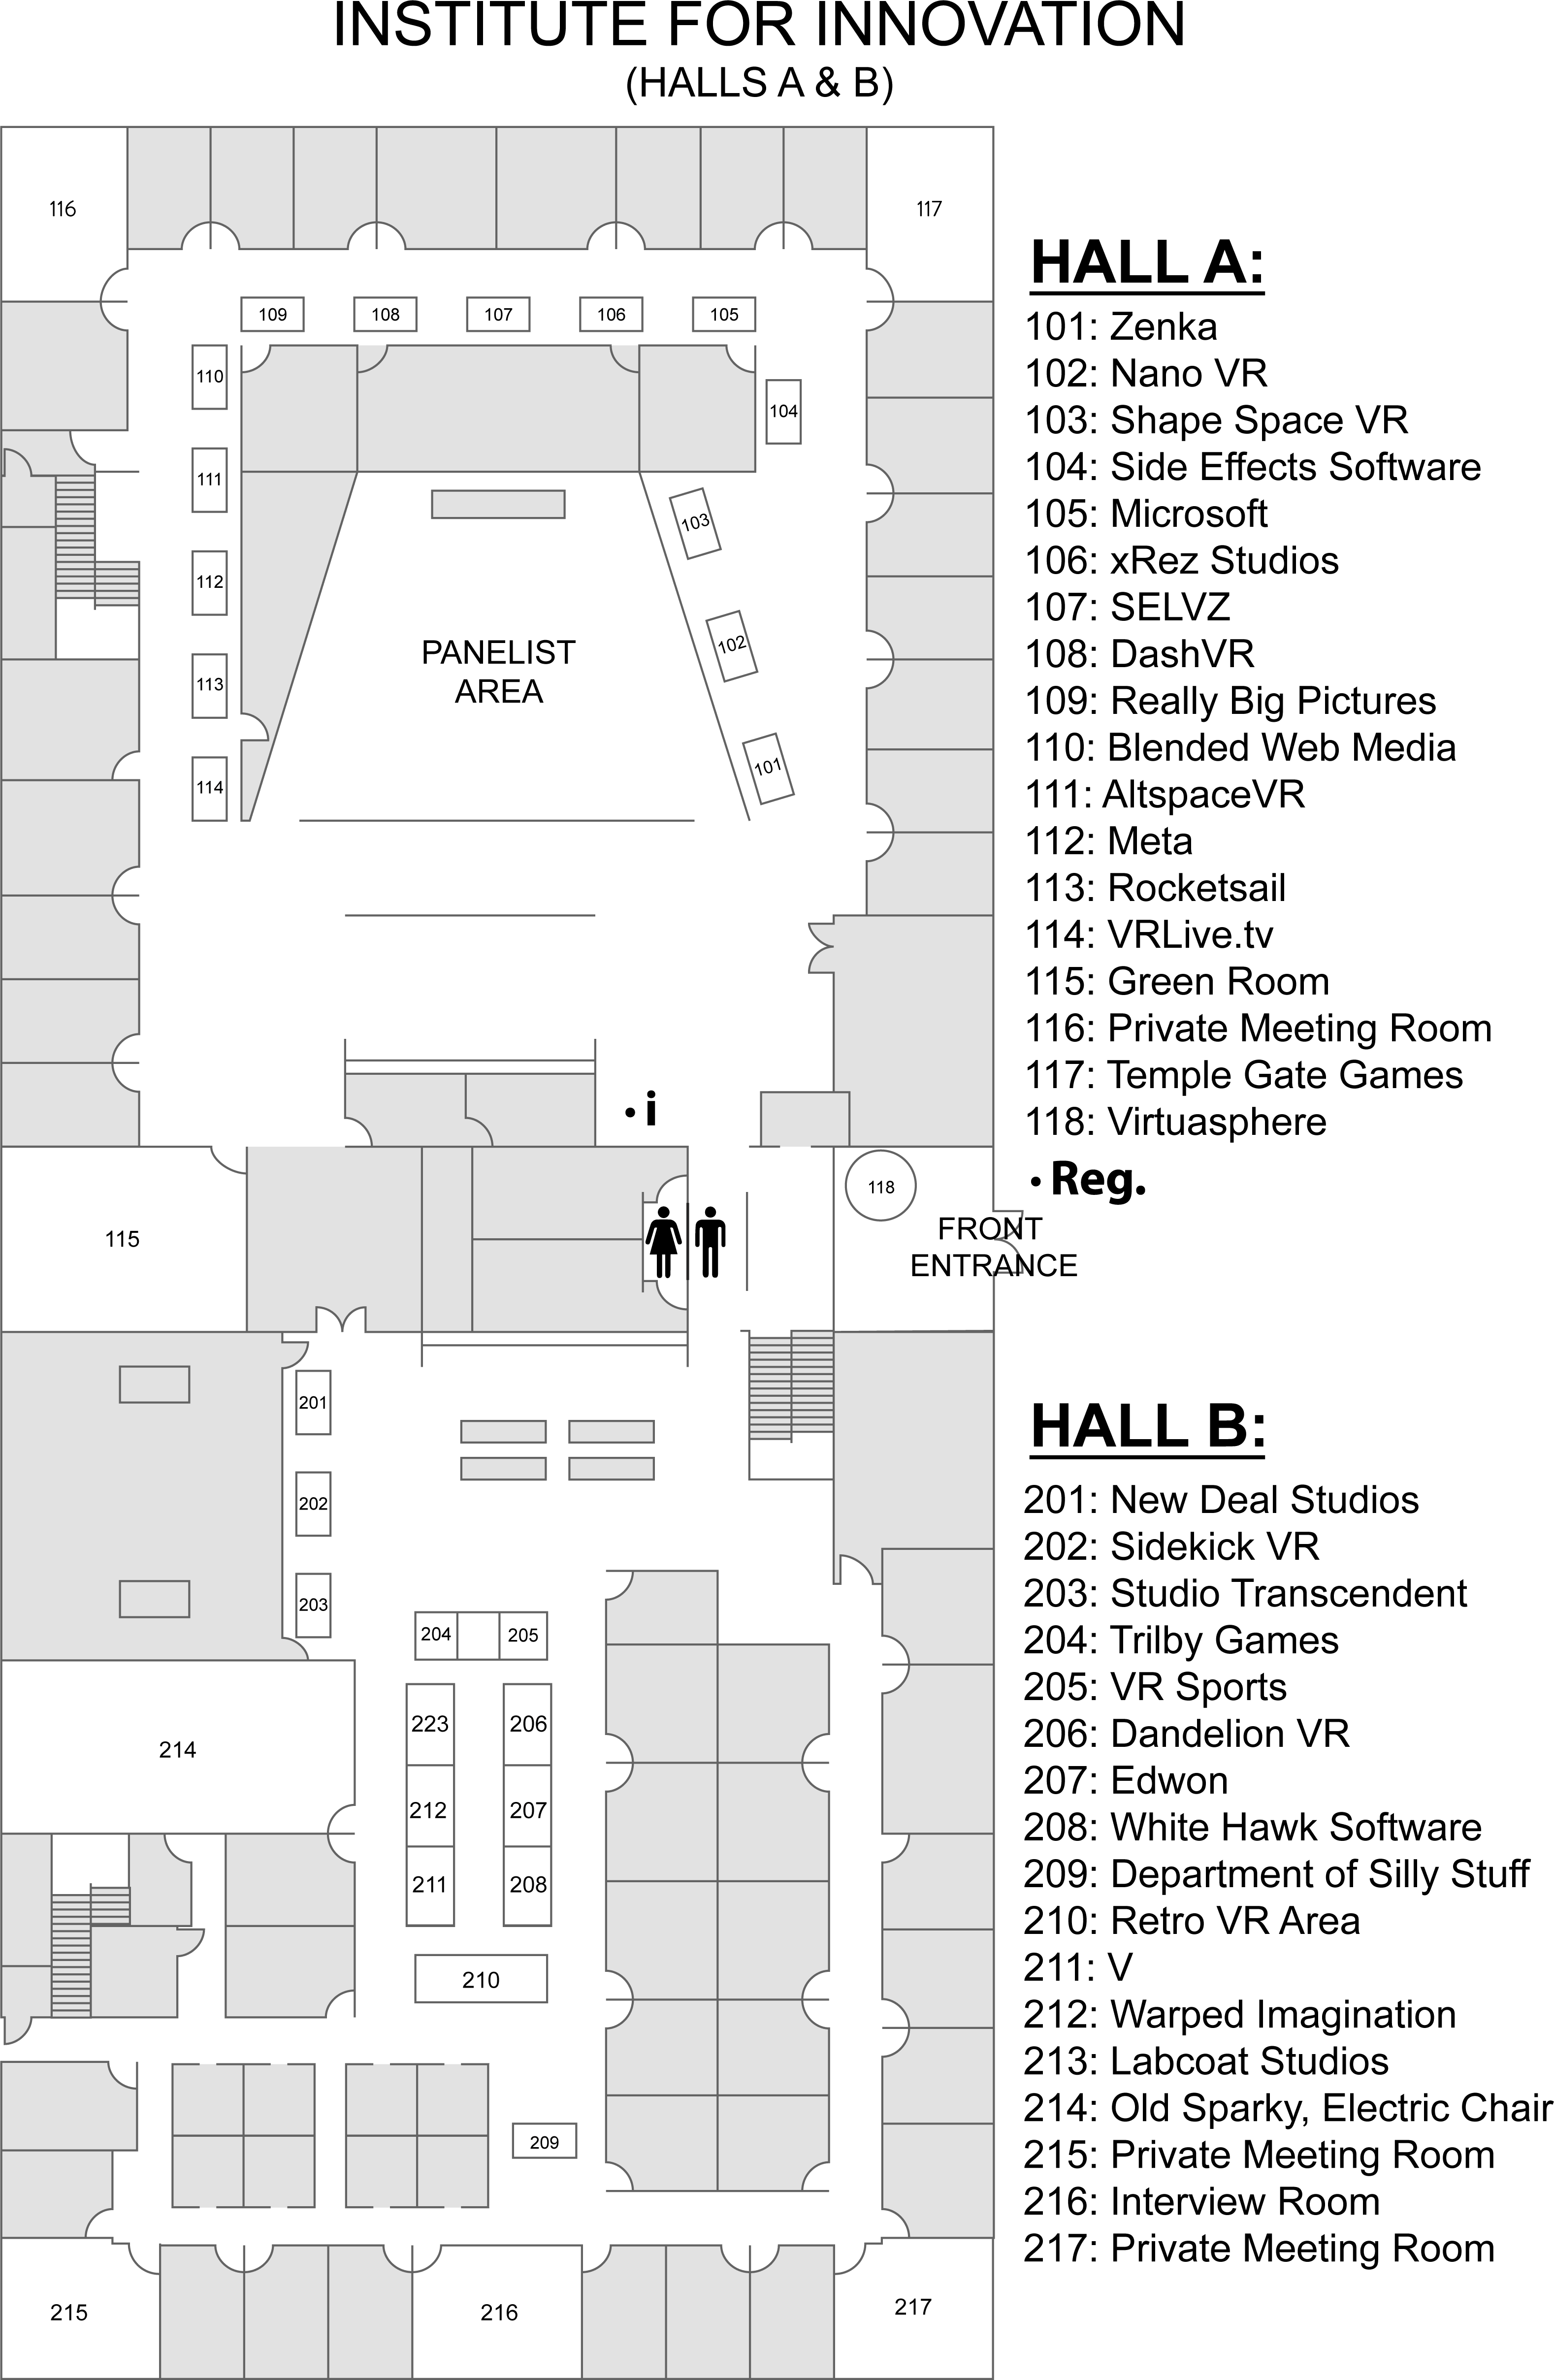 INSTITUTE FOR INNOVATION
(HALLS A & B)
116
117
109
108
107
106
105
110
104
111
103
112
102
PANELIST
AREA
113
101
114
• i
115
118
FRONT
ENTRANCE
201
202
203
204
205
223
206
214
212
207
211
208
210
209
215
216
217
HALL A:
101: Zenka
102: Nano VR
103: Shape Space VR
104: Side Effects Software
105: Microsoft
106: xRez Studios
107: SELVZ
108: DashVR
109: Really Big Pictures
110: Blended Web Media
111: AltspaceVR
112: Meta
113: Rocketsail
114: VRLive.tv
115: Green Room
116: Private Meeting Room
117: Temple Gate Games
118: Virtuasphere
• Reg.
HALL B:
201: New Deal Studios
202: Sidekick VR
203: Studio Transcendent
204: Trilby Games
205: VR Sports
206: Dandelion VR
207: Edwon
208: White Hawk Software
209: Department of Silly Stuff
210: Retro VR Area
211: V
212: Warped Imagination
213: Labcoat Studios
214: Old Sparky, Electric Chair
215: Private Meeting Room
216: Interview Room
217: Private Meeting Room